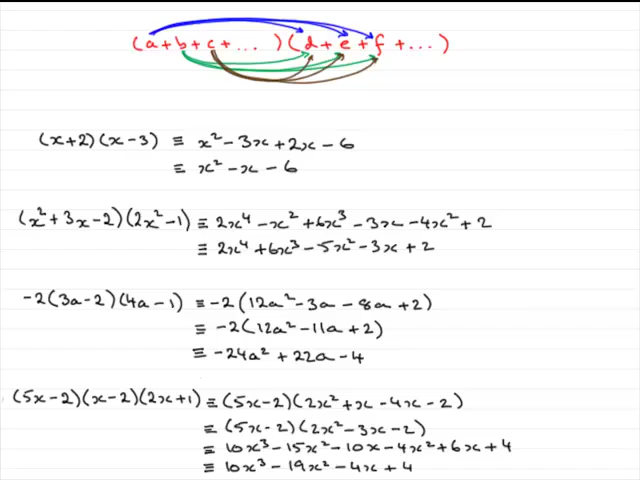 (a+b+c+...)(d+e+f+...)
(x+2)(x-3) ≡ x² - 3x + 2x - 6
≡ x² - x - 6
(x²+3x-2)(2x²-1) ≡ 2x⁴ - x² + 6x³ - 3x - 4x² + 2
≡ 2x⁴ + 6x³ - 5x² - 3x + 2
-2(3a-2)(4a-1) ≡ -2(12a² - 3a - 8a + 2)
≡ -2(12a² - 11a + 2)
≡ -24a² + 22a - 4
(5x-2)(x-2)(2x+1) ≡ (5x-2)(2x² + x - 4x - 2)
≡ (5x-2)(2x² - 3x - 2)
≡ 10x³ - 15x² - 10x - 4x² + 6x + 4
≡ 10x³ - 19x² - 4x + 4